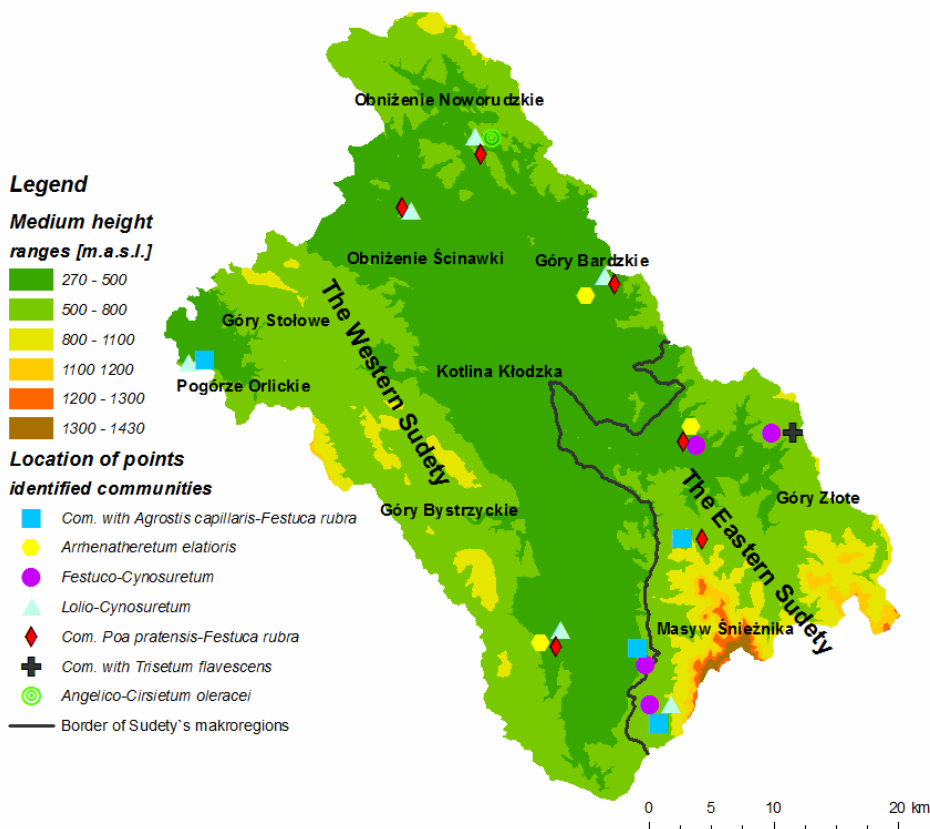 Obniżenie Noworudzkie
Legend
Medium height
ranges [m.a.s.l.]
270 - 500
500 - 800
800 - 1100
1100 1200
1200 - 1300
1300 - 1430
Location of points
identified communities
Com. with Agrostis capillaris-Festuca rubra
Arrhenatheretum elatioris
Festuco-Cynosuretum
Lolio-Cynosuretum
Com. Poa pratensis-Festuca rubra
Com. with Trisetum flavescens
Angelico-Cirsietum oleracei
Border of Sudety`s makroregions
Obniżenie Ścinawki
Góry Bardzkie
The Western Sudety
Góry Stołowe
Pogórze Orlickie
Kotlina Kłodzka
Góry Bystrzyckie
The Eastern Sudety
Góry Złote
Masyw Śnieżnika
0 5 10 20 km